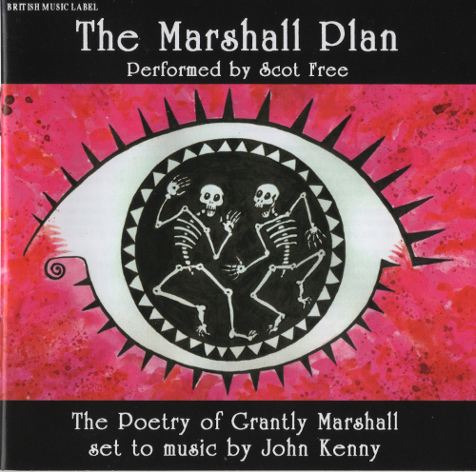 BRITISH MUSIC LABEL
The Marshall Plan
Performed by Scot Free
The Poetry of Grantly Marshall
set to music by John Kenny